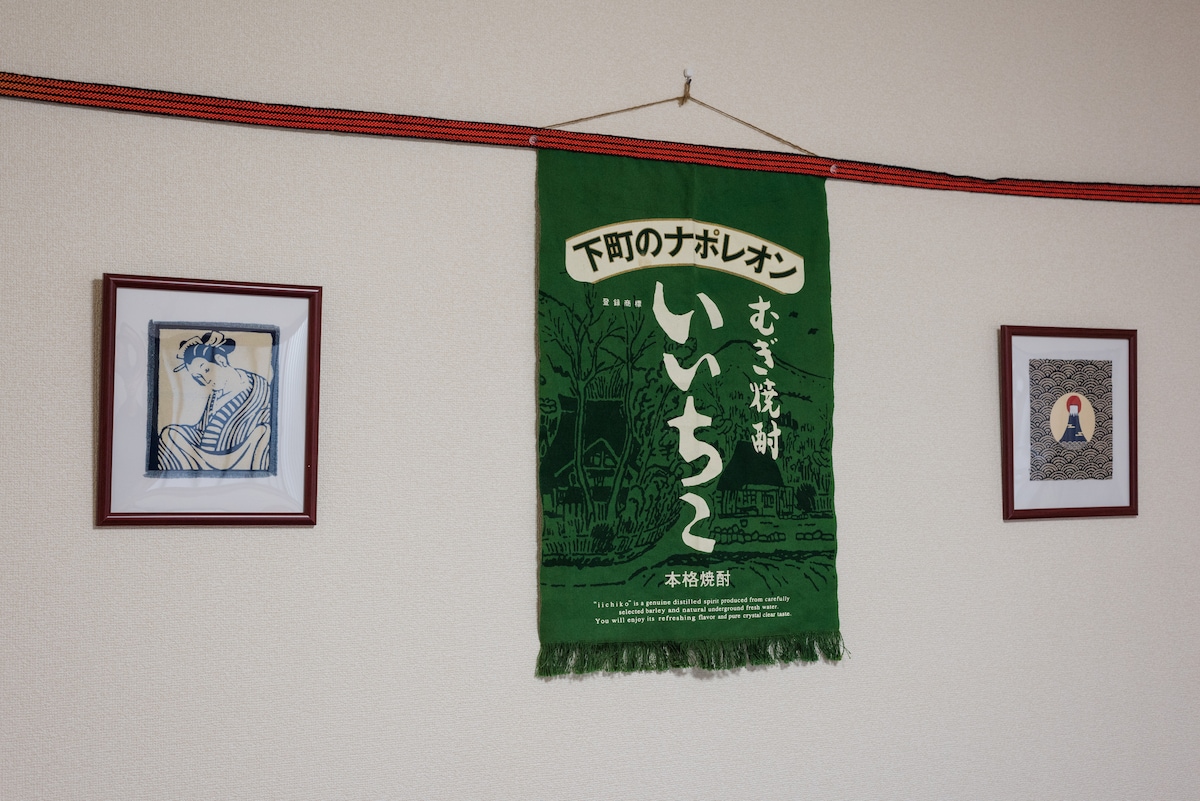 下町のナポレオン
登録商標
むぎ焼酎
いいちこ
本格焼酎
"iichiko" is a genuine distilled spirit produced from carefully
selected barley and natural underground fresh water.
You will enjoy its refreshing flavor and pure crystal clear taste.